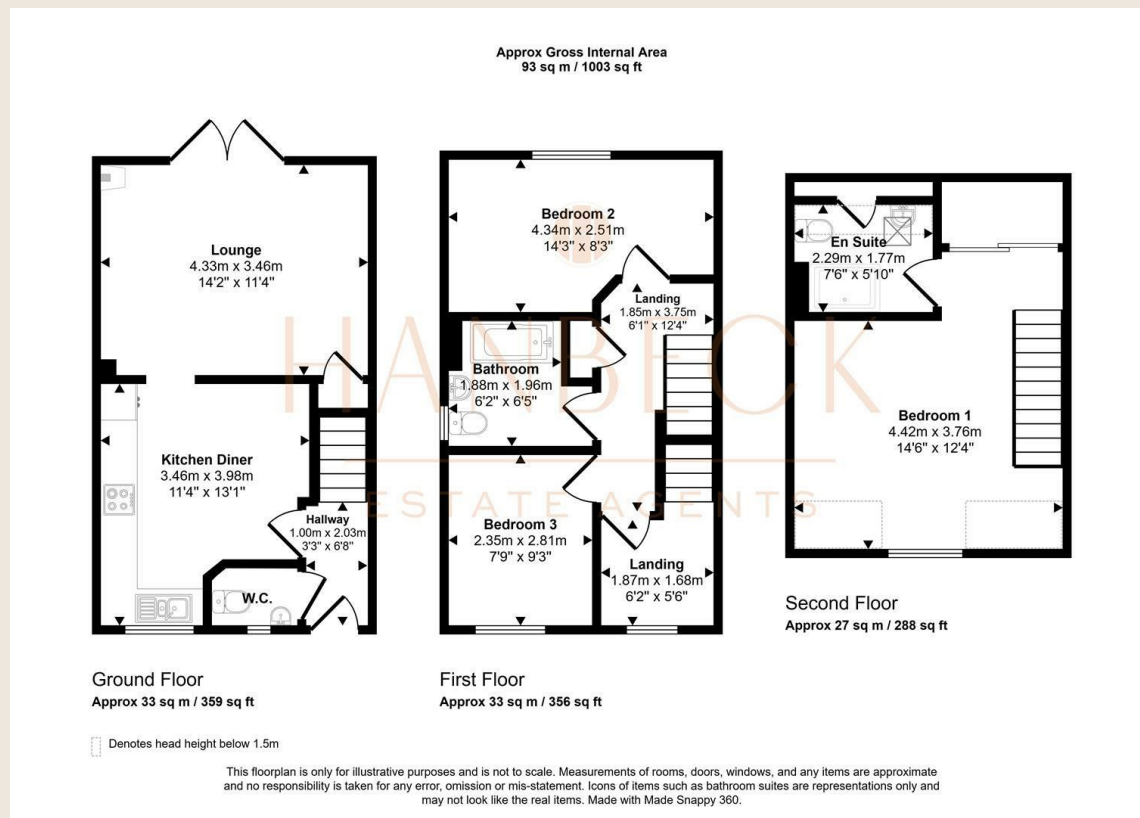 Approx Gross Internal Area
93 sq m / 1003 sq ft
Lounge
4.33m x 3.46m
14'2" x 11'4"
Kitchen Diner
3.46m x 3.98m
11'4" x 13'1"
Hallway
1.00m x 2.03m
3'3" x 6'8"
W.C.
Ground Floor
Approx 33 sq m / 359 sq ft
Bedroom 2
4.34m x 2.51m
14'3" x 8'3"
Landing
1.85m x 3.75m
6'1" x 12'4"
Bathroom
1.88m x 1.96m
6'2" x 6'5"
Bedroom 3
2.35m x 2.81m
7'9" x 9'3"
Landing
1.87m x 1.68m
6'2" x 5'6"
First Floor
Approx 33 sq m / 356 sq ft
En Suite
2.29m x 1.77m
7'6" x 5'10"
Bedroom 1
4.42m x 3.76m
14'6" x 12'4"
Second Floor
Approx 27 sq m / 288 sq ft
HANBECK
ESTATE AGENTS
Denotes head height below 1.5m
This floorplan is only for illustrative purposes and is not to scale. Measurements of rooms, doors, windows, and any items are approximate
and no responsibility is taken for any error, omission or mis-statement. Icons of items such as bathroom suites are representations only and
may not look like the real items. Made with Made Snappy 360.